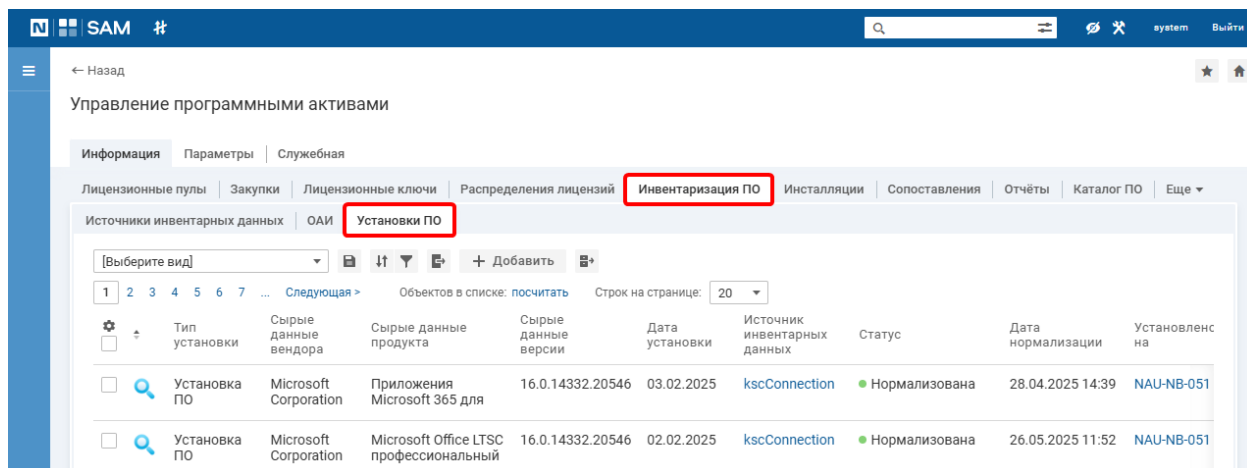 N SAM system Выйти
← Назад
Управление программными активами
Информация Параметры Служебная
Лицензионные пулы Закупки Лицензионные ключи Распределения лицензий Инвентаризация ПО Инсталляции Сопоставления Отчёты Каталог ПО Еще
Источники инвентарных данных ОАИ Установки ПО
[Выберите вид] + Добавить
1 2 3 4 5 6 7 ... Следующая > Объектов в списке: посчитать Строк на странице: 20
Тип установки Сырые данные вендора Сырые данные продукта Сырые данные версии Дата установки Источник инвентарных данных Статус Дата нормализации Установлено на
Установка ПО Microsoft Corporation Приложения Microsoft 365 для 16.0.14332.20546 03.02.2025 kscConnection Нормализована 28.04.2025 14:39 NAU-NB-051
Установка ПО Microsoft Corporation Microsoft Office LTSC профессиональный 16.0.14332.20546 02.02.2025 kscConnection Нормализована 26.05.2025 11:52 NAU-NB-051